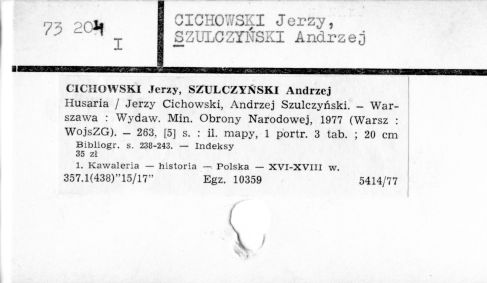 73 204
I
CICHOWSKI Jerzy,
SZULCZYŃSKI Andrzej
CICHOWSKI Jerzy, SZULCZYŃSKI Andrzej
Husaria / Jerzy Cichowski, Andrzej Szulczyński. — War-
szawa : Wydaw. Min. Obrony Narodowej, 1977 (Warsz :
WojsZG). — 263, [5] s. : il. mapy, 1 portr. 3 tab. ; 20 cm
Bibliogr. s. 238-243. — Indeksy
35 zł
1. Kawaleria — historia — Polska — XVI-XVIII w.
357.1(438)"15/17" Egz. 10359 5414/77